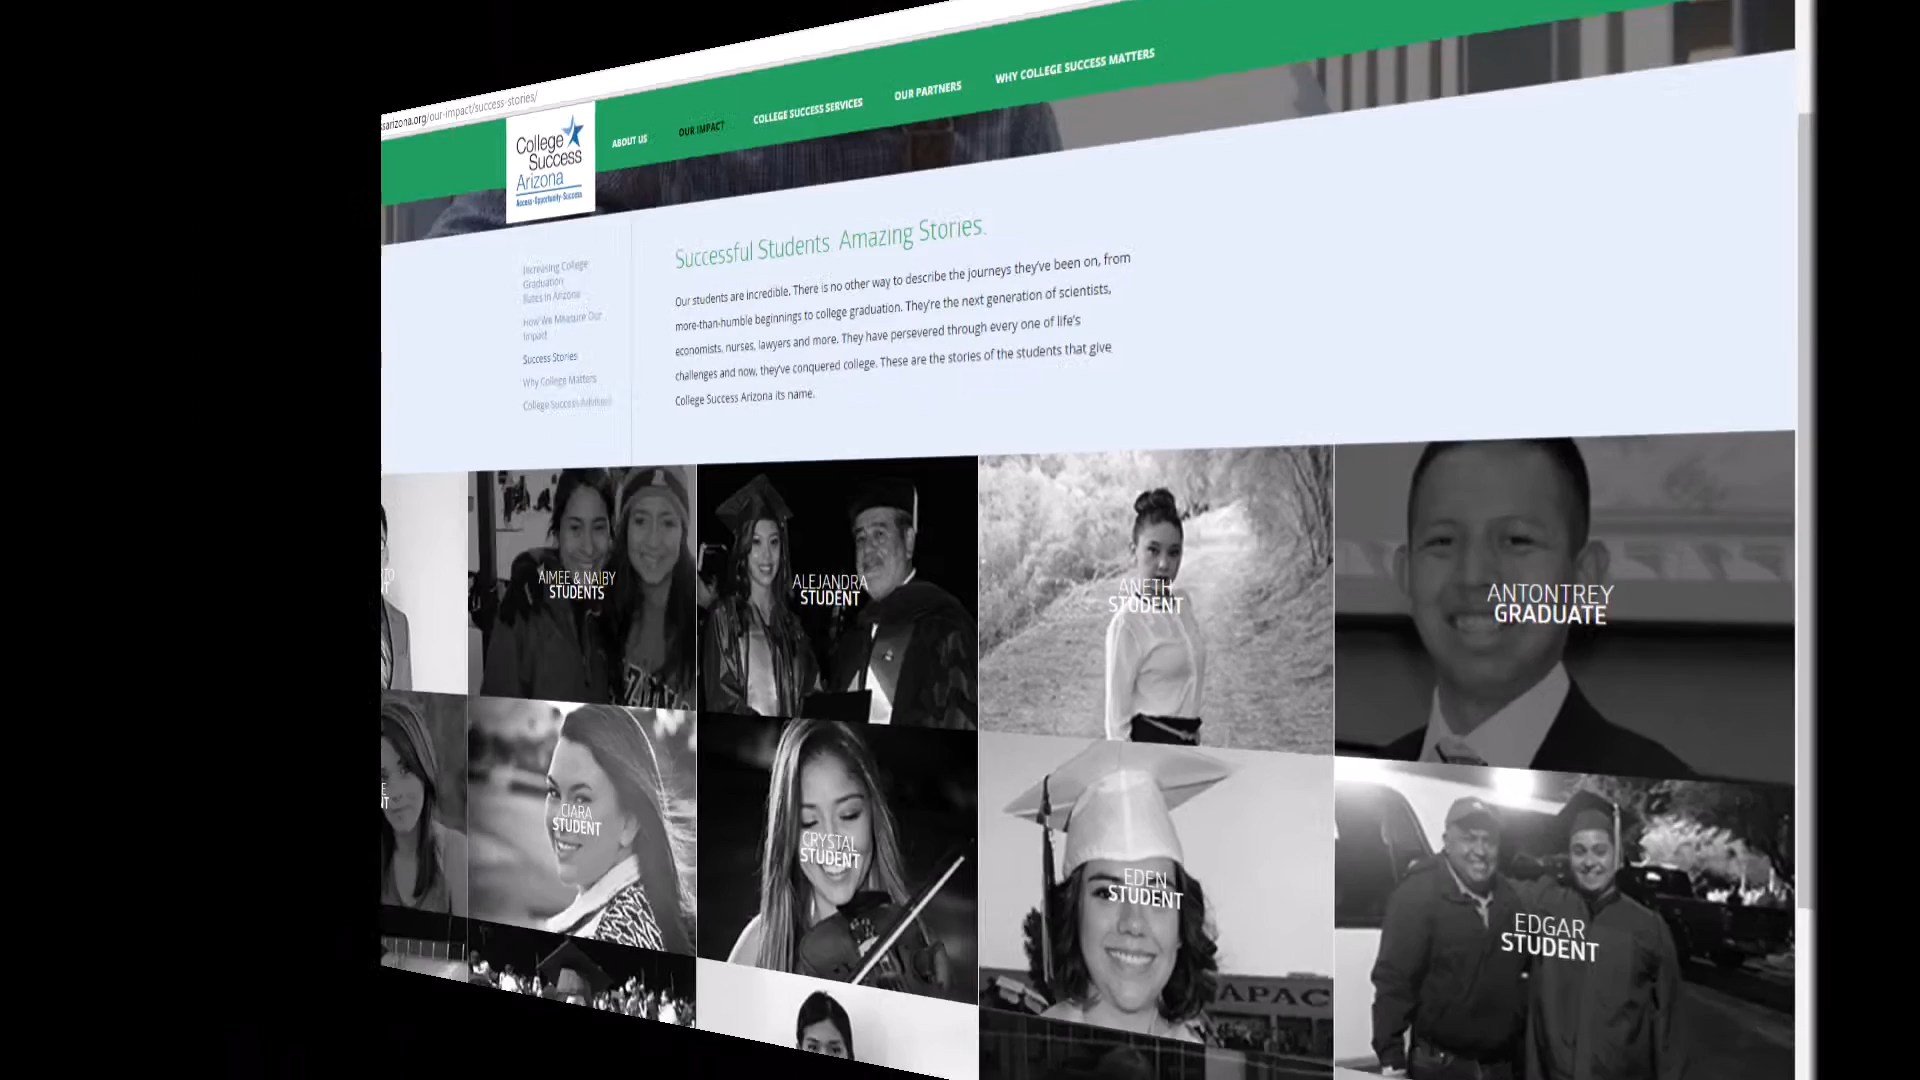 sarizona.org/our-impact/success-stories/
College
Success
Arizona
Access·Opportunity·Success
ABOUT US
OUR IMPACT
COLLEGE SUCCESS SERVICES
OUR PARTNERS
WHY COLLEGE SUCCESS MATTERS
Increasing College
Graduation
Rates In Arizona
How We Measure Our
Impact
Success Stories
Why College Matters
College Success Advisers
Successful Students. Amazing Stories.
Our students are incredible. There is no other way to describe the journeys they've been on, from
more-than-humble beginnings to college graduation. They're the next generation of scientists,
economists, nurses, lawyers and more. They have persevered through every one of life's
challenges and now, they've conquered college. These are the stories of the students that give
College Success Arizona its name.
AIMEE & NAIBY
STUDENTS
ALEJANDRA
STUDENT
ANETH
STUDENT
ANTONTREY
GRADUATE
CIARA
STUDENT
CRYSTAL
STUDENT
EDEN
STUDENT
EDGAR
STUDENT
APAC